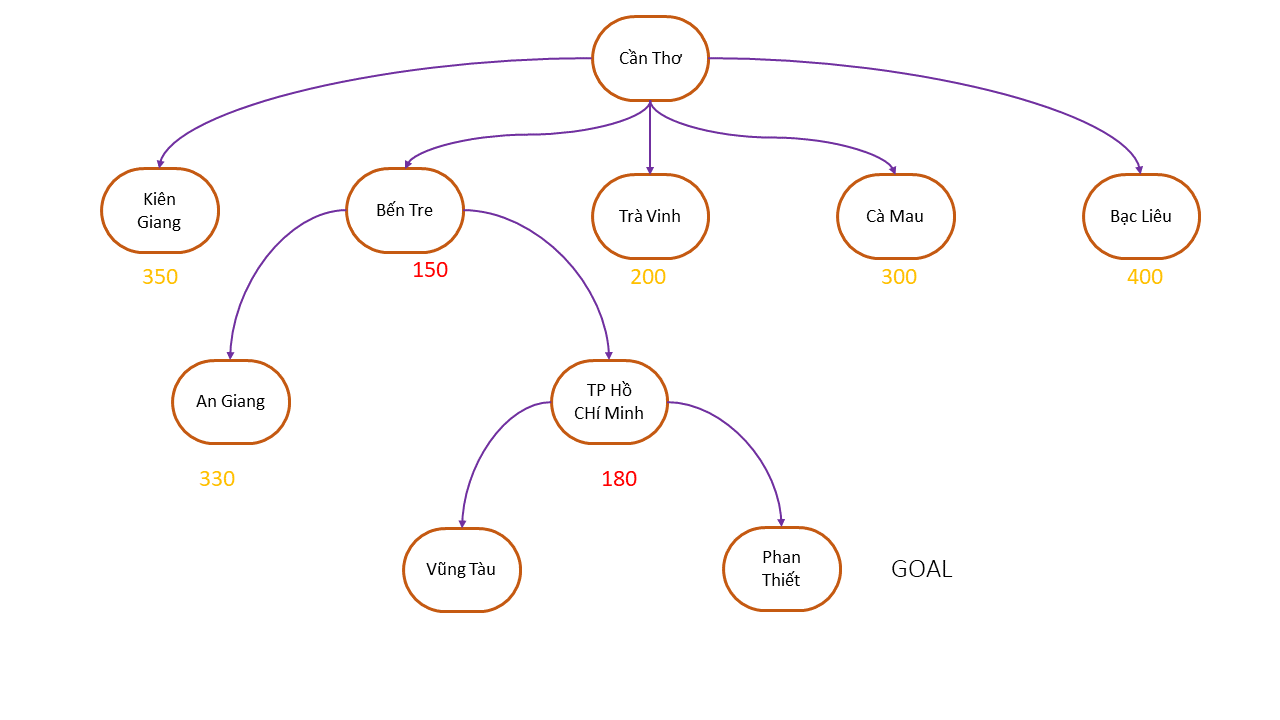 Cần Thơ
Kiên
Giang
Bến Tre
Trà Vinh
Cà Mau
Bạc Liêu
350
150
200
300
400
An Giang
TP Hồ
CHí Minh
330
180
Vũng Tàu
Phan
Thiết
GOAL